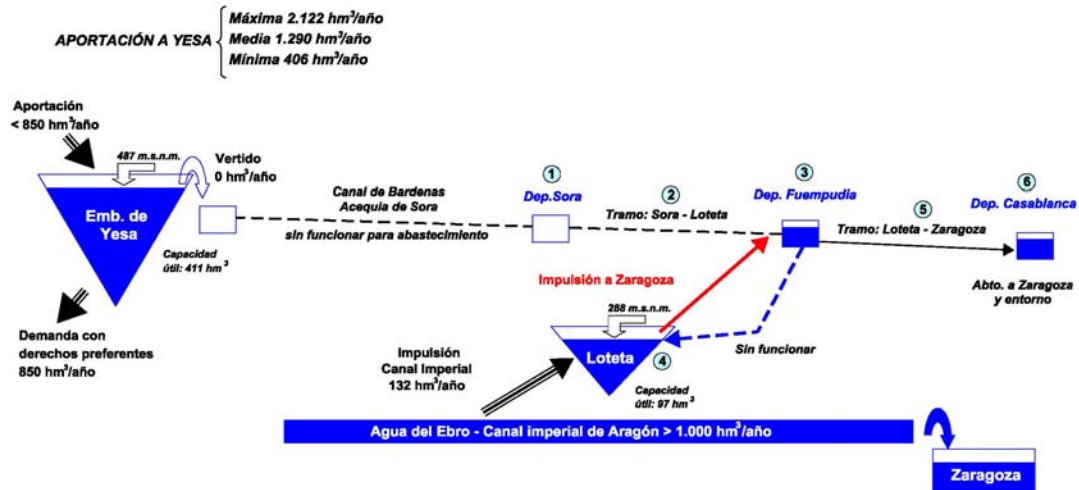 Máxima 2.122 hm³/año
APORTACIÓN A YESA
Media 1.290 hm³/año
Mínima 406 hm³/año
Aportación
< 850 hm³/año
487 m.s.n.m.
Vertido
0 hm³/año
Emb. de
Yesa
Capacidad
útil: 411 hm³
Demanda con
derechos preferentes
850 hm³/año
Canal de Bardenas
Acequia de Sora
sin funcionar para abastecimiento
1
Dep.Sora
2
Tramo: Sora - Loteta
3
Dep. Fuempudia
5
Tramo: Loteta - Zaragoza
6
Dep. Casablanca
Abto. a Zaragoza
y entorno
Impulsión a Zaragoza
288 m.s.n.m.
Loteta
4
Sin funcionar
Capacidad
útil: 97 hm³
Impulsión
Canal Imperial
132 hm³/año
Agua del Ebro - Canal imperial de Aragón > 1.000 hm³/año
Zaragoza